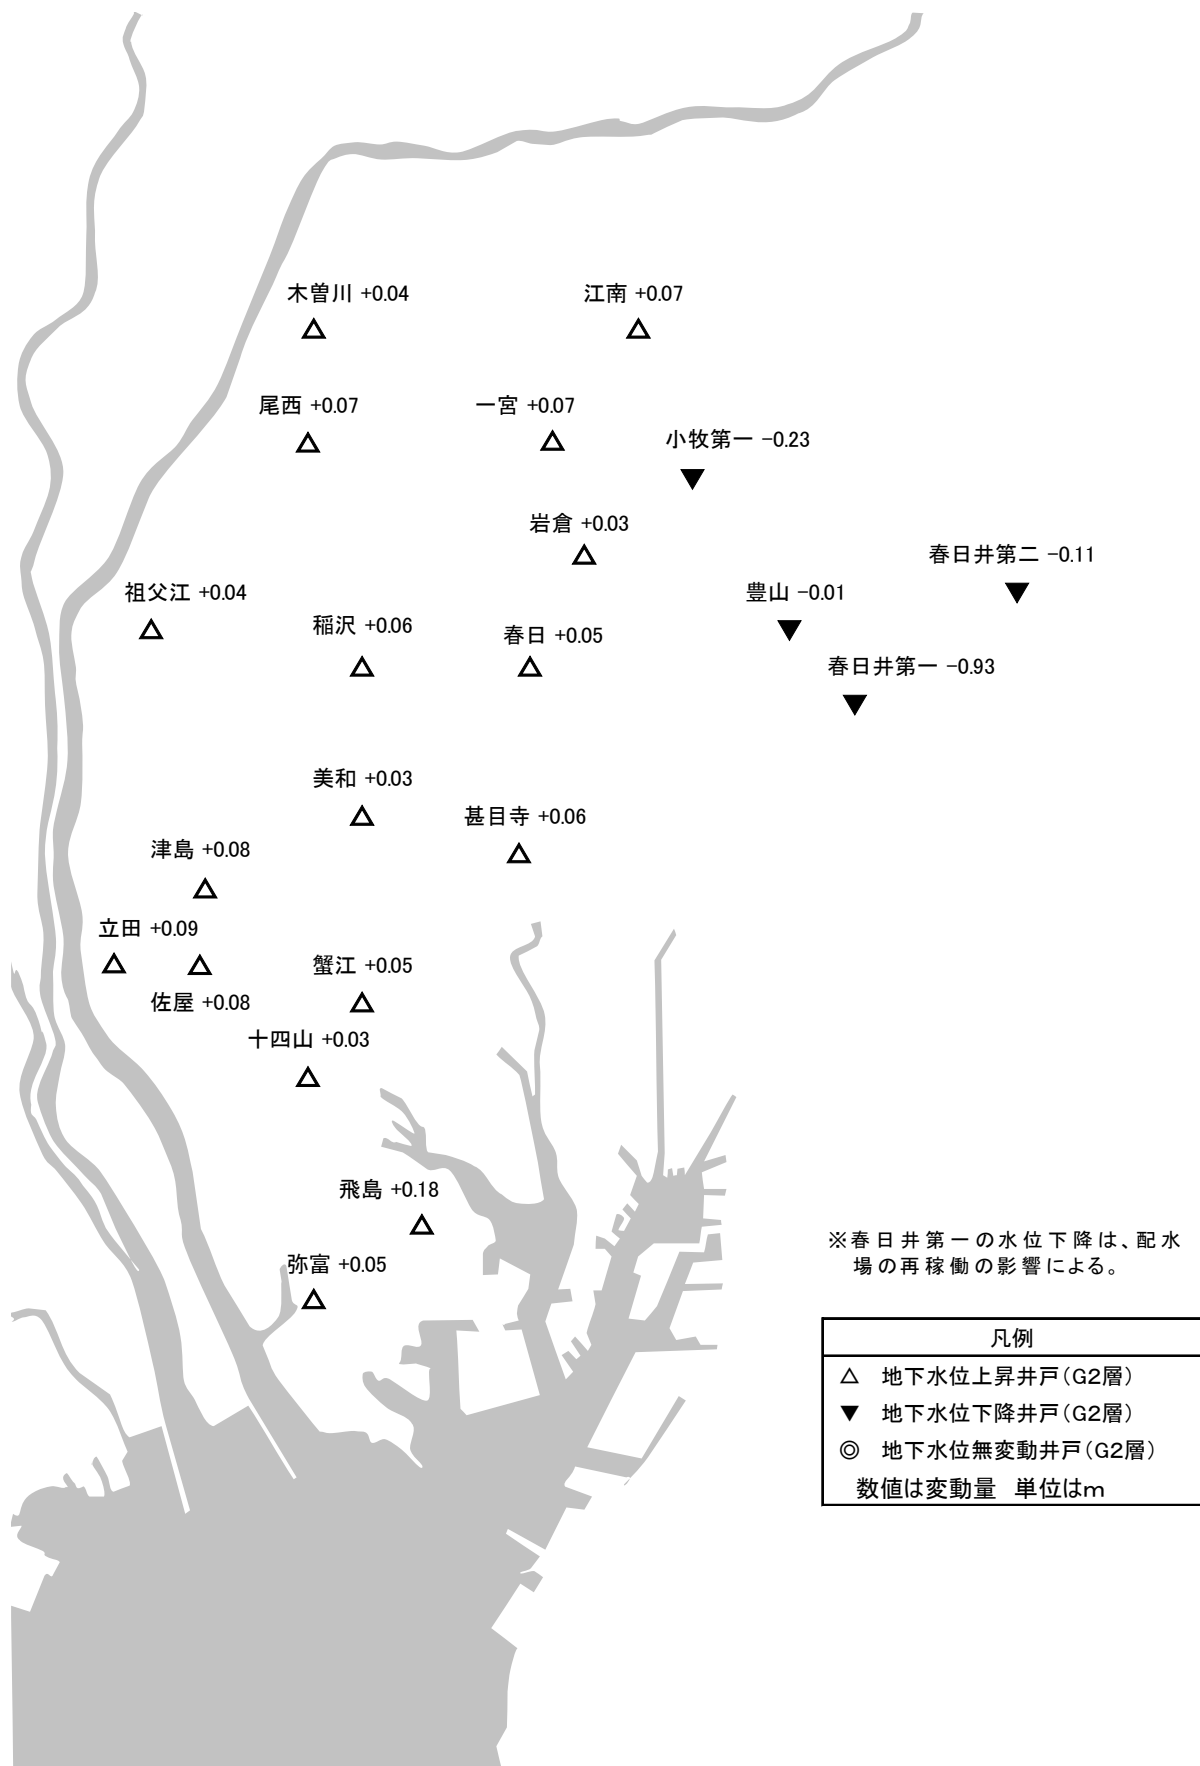 木曽川 +0.04
江南 +0.07
尾西 +0.07
一宮 +0.07
小牧第一 −0.23
岩倉 +0.03
春日井第二 −0.11
祖父江 +0.04
豊山 −0.01
稲沢 +0.06
春日 +0.05
春日井第一 −0.93
美和 +0.03
甚目寺 +0.06
津島 +0.08
立田 +0.09
蟹江 +0.05
佐屋 +0.08
十四山 +0.03
飛島 +0.18
弥富 +0.05
※春日井第一の水位下降は、配水
場の再稼働の影響による。
凡例
△ 地下水位上昇井戸(G2層)
▼ 地下水位下降井戸(G2層)
◎ 地下水位無変動井戸(G2層)
数値は変動量 単位はm